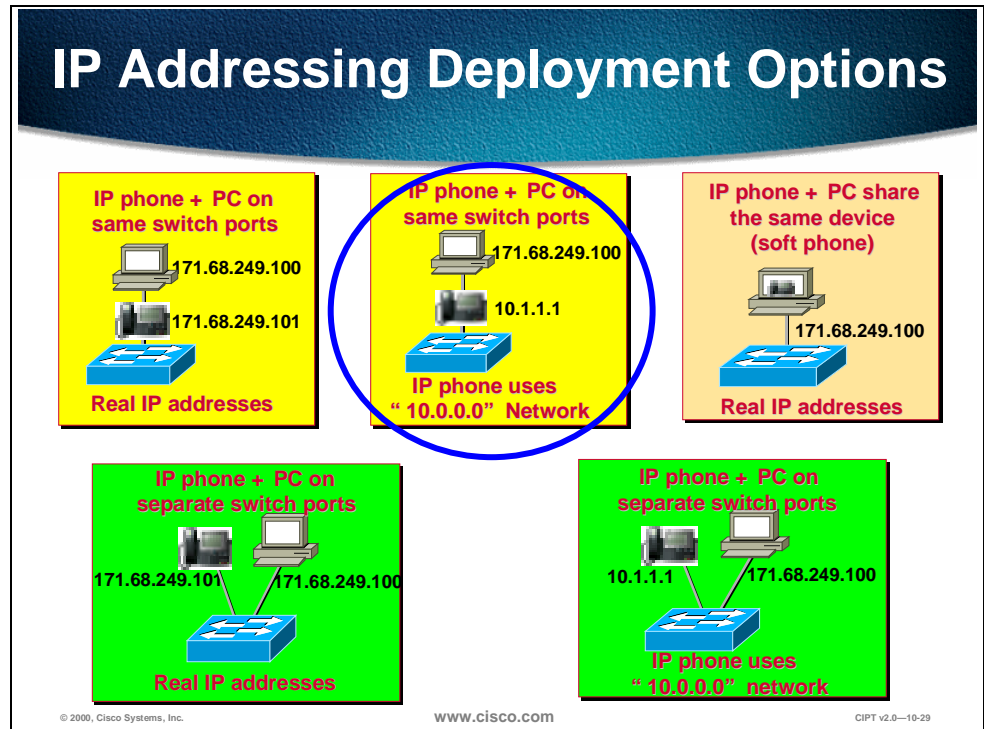 IP Addressing Deployment Options
IP phone + PC on
same switch ports
171.68.249.100
171.68.249.101
Real IP addresses
IP phone + PC on
same switch ports
171.68.249.100
10.1.1.1
IP phone uses
“ 10.0.0.0” Network
IP phone + PC share
the same device
(soft phone)
171.68.249.100
Real IP addresses
IP phone + PC on
separate switch ports
171.68.249.101
171.68.249.100
Real IP addresses
IP phone + PC on
separate switch ports
10.1.1.1
171.68.249.100
IP phone uses
“ 10.0.0.0” network
© 2000, Cisco Systems, Inc.
www.cisco.com
CIPT v2.0—10-29